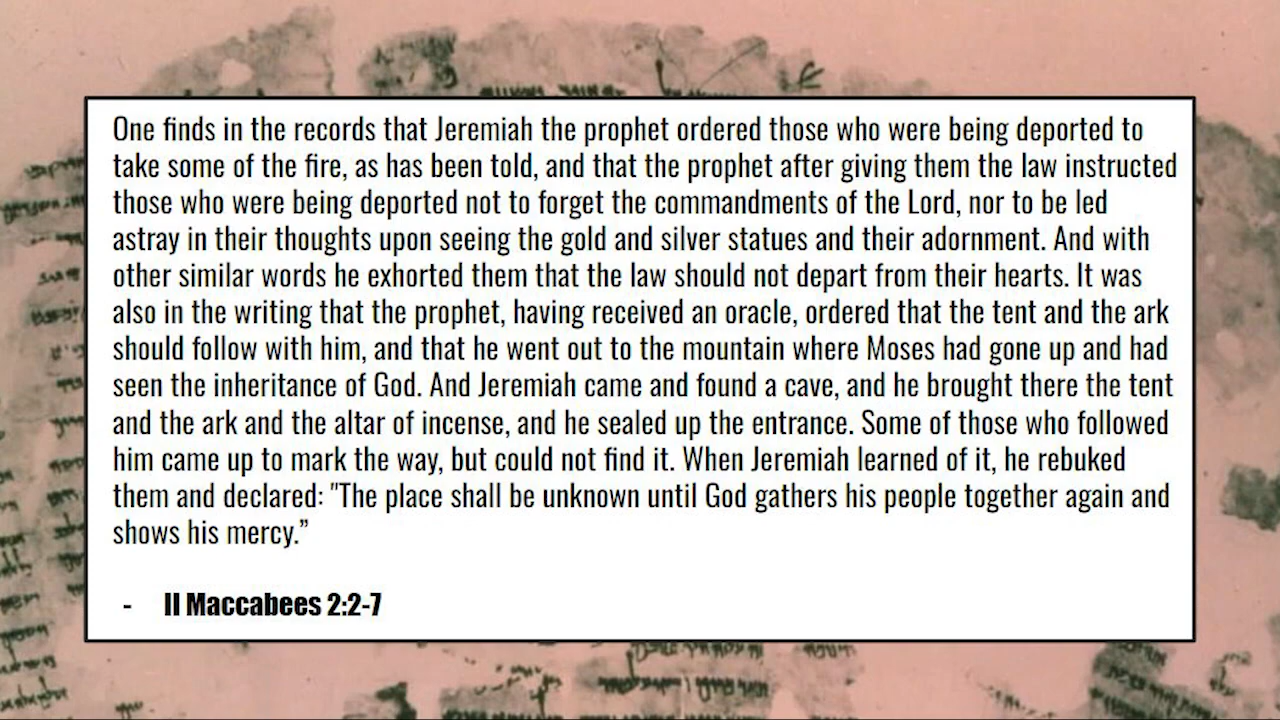 One finds in the records that Jeremiah the prophet ordered those who were being deported to
take some of the fire, as has been told, and that the prophet after giving them the law instructed
those who were being deported not to forget the commandments of the Lord, nor to be led
astray in their thoughts upon seeing the gold and silver statues and their adornment. And with
other similar words he exhorted them that the law should not depart from their hearts. It was
also in the writing that the prophet, having received an oracle, ordered that the tent and the ark
should follow with him, and that he went out to the mountain where Moses had gone up and had
seen the inheritance of God. And Jeremiah came and found a cave, and he brought there the tent
and the ark and the altar of incense, and he sealed up the entrance. Some of those who followed
him came up to mark the way, but could not find it. When Jeremiah learned of it, he rebuked
them and declared: "The place shall be unknown until God gathers his people together again and
shows his mercy.”
- II Maccabees 2:2-7